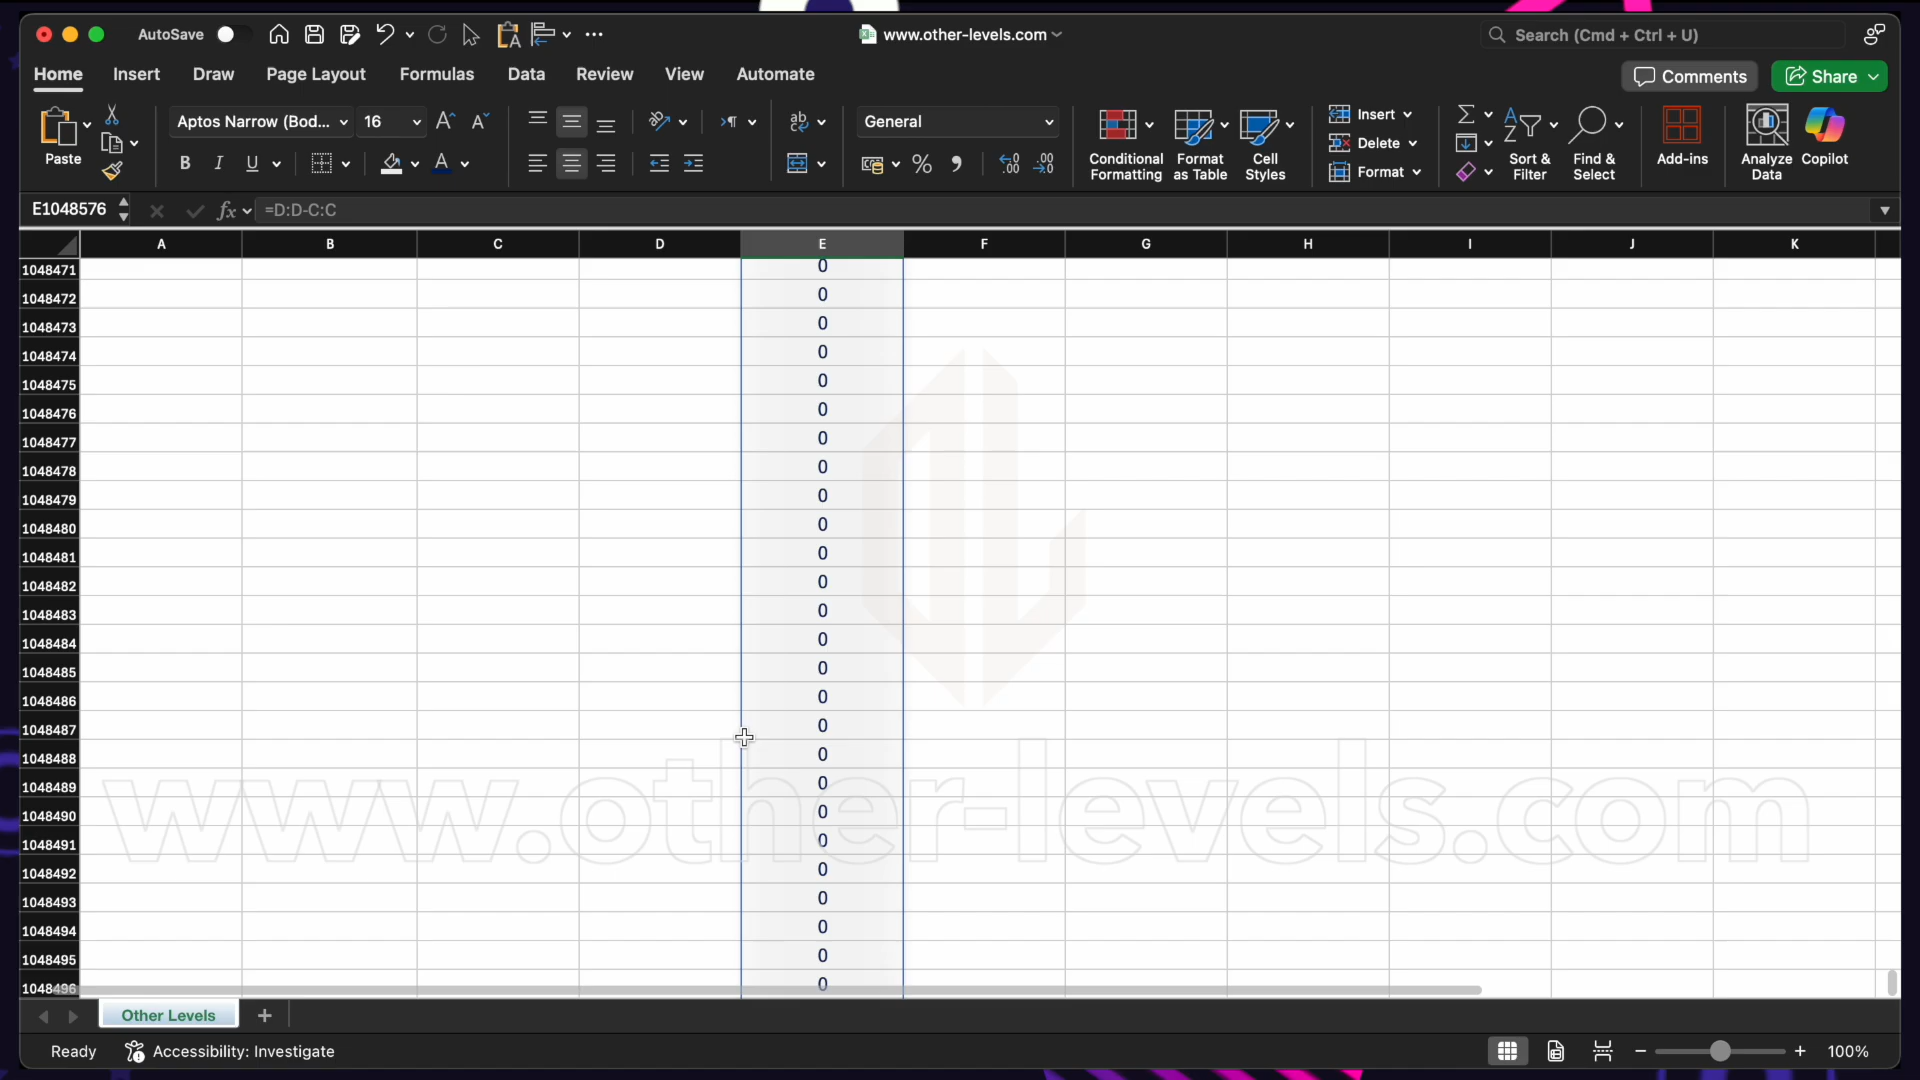 AutoSave
www.other-levels.com
Search (Cmd + Ctrl + U)
Home Insert Draw Page Layout Formulas Data Review View Automate
Comments Share
Paste
Aptos Narrow (Bod... 16
B I U
General
Conditional Formatting
Format as Table
Cell Styles
Insert
Delete
Format
Sort & Filter
Find & Select
Add-ins
Analyze Data
Copilot
E1048576 fx =D:D-C:C
A B C D E F G H I J K
1048471 0
1048472 0
1048473 0
1048474 0
1048475 0
1048476 0
1048477 0
1048478 0
1048479 0
1048480 0
1048481 0
1048482 0
1048483 0
1048484 0
1048485 0
1048486 0
1048487 0
1048488 0
1048489 0
1048490 0
1048491 0
1048492 0
1048493 0
1048494 0
1048495 0
1048496 0
www.other-levels.com
Other Levels
Ready Accessibility: Investigate
100%